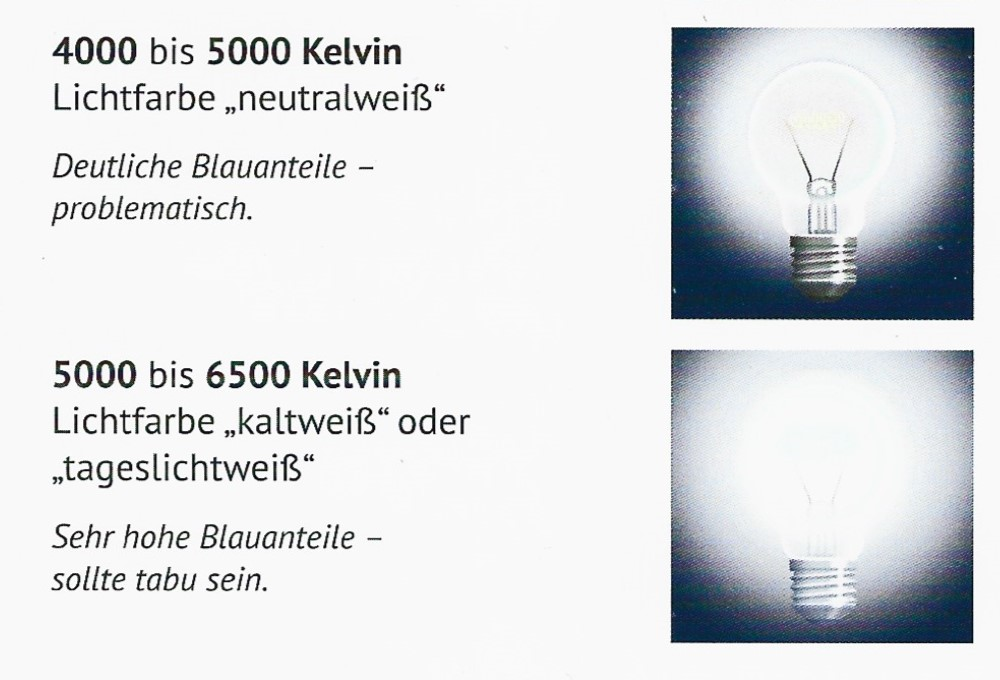 4000 bis 5000 Kelvin
Lichtfarbe „neutralweiß“
Deutliche Blauanteile –
problematisch.
5000 bis 6500 Kelvin
Lichtfarbe „kaltweiß“ oder
„tageslichtweiß“
Sehr hohe Blauanteile –
sollte tabu sein.